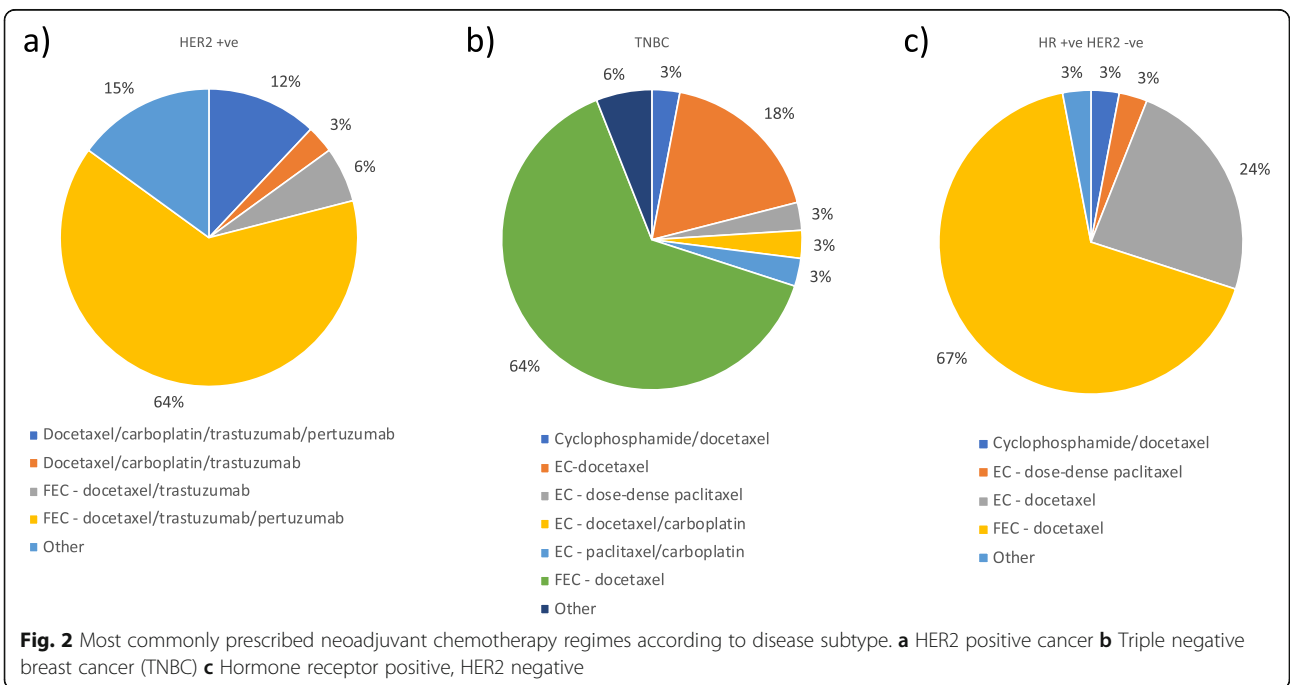 a)
HER2 +ve
15%
12%
3%
6%
64%
Docetaxel/carboplatin/trastuzumab/pertuzumab
Docetaxel/carboplatin/trastuzumab
FEC - docetaxel/trastuzumab
FEC - docetaxel/trastuzumab/pertuzumab
Other
b)
TNBC
6%
3%
18%
3%
3%
3%
64%
Cyclophosphamide/docetaxel
EC-docetaxel
EC - dose-dense paclitaxel
EC - docetaxel/carboplatin
EC - paclitaxel/carboplatin
FEC - docetaxel
Other
c)
HR +ve HER2 -ve
3%
3%
3%
24%
67%
Cyclophosphamide/docetaxel
EC - dose-dense paclitaxel
EC - docetaxel
FEC - docetaxel
Other
Fig. 2 Most commonly prescribed neoadjuvant chemotherapy regimes according to disease subtype. a HER2 positive cancer b Triple negative
breast cancer (TNBC) c Hormone receptor positive, HER2 negative